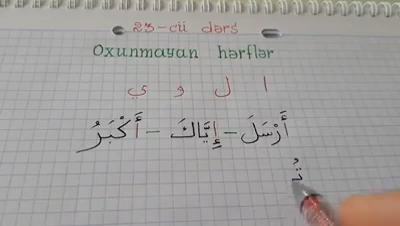 23-cü dərs
Oxunmayan hərflər
ا ل و ي
أَرْسَلَ – إِيَّاكَ – أَكْبَرُ
تُ